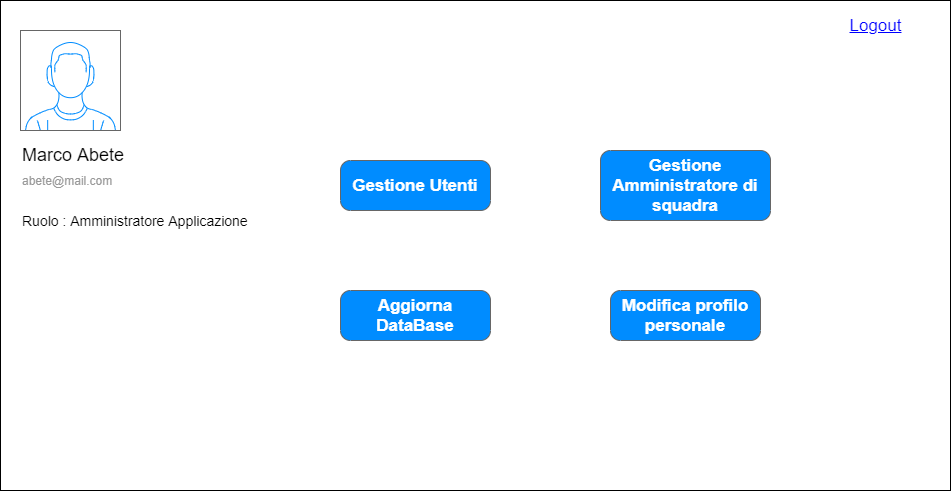 Logout
Marco Abete
abete@mail.com
Ruolo : Amministratore Applicazione
Gestione Utenti
Gestione
Amministratore di
squadra
Aggiorna
DataBase
Modifica profilo
personale